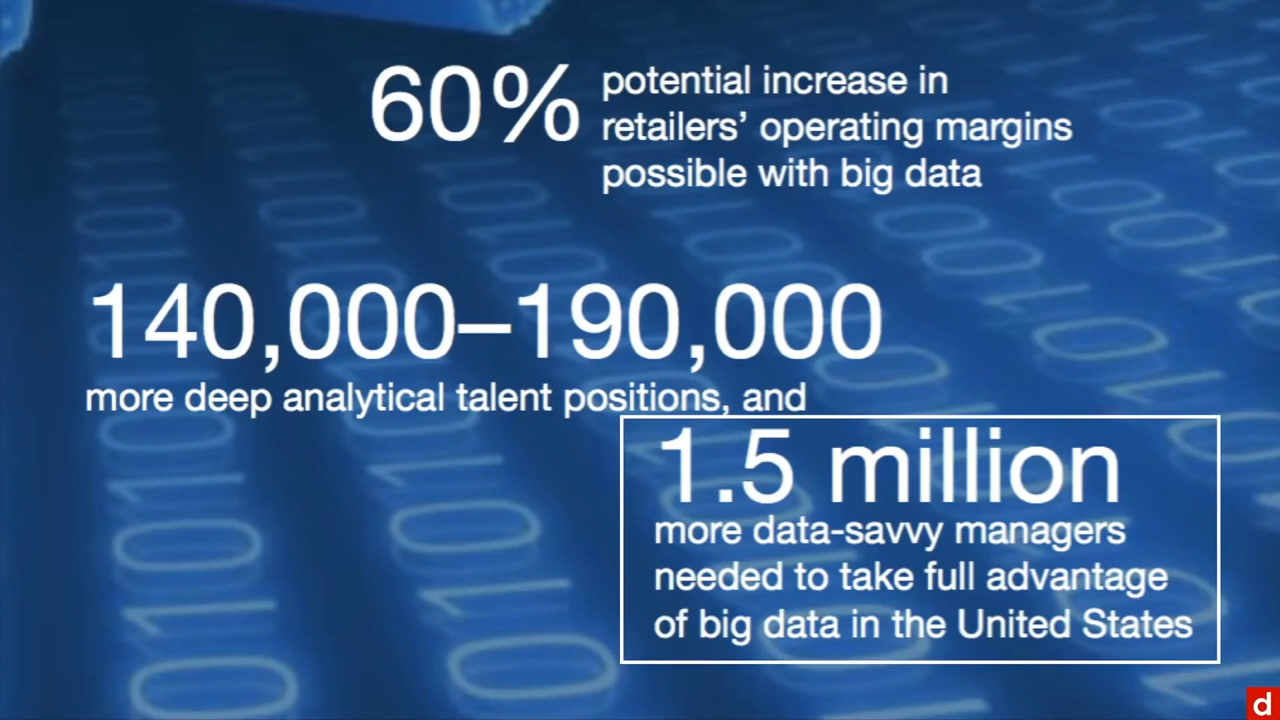 60%
potential increase in
retailers’ operating margins
possible with big data
140,000–190,000
more deep analytical talent positions, and
1.5 million
more data-savvy managers
needed to take full advantage
of big data in the United States
d